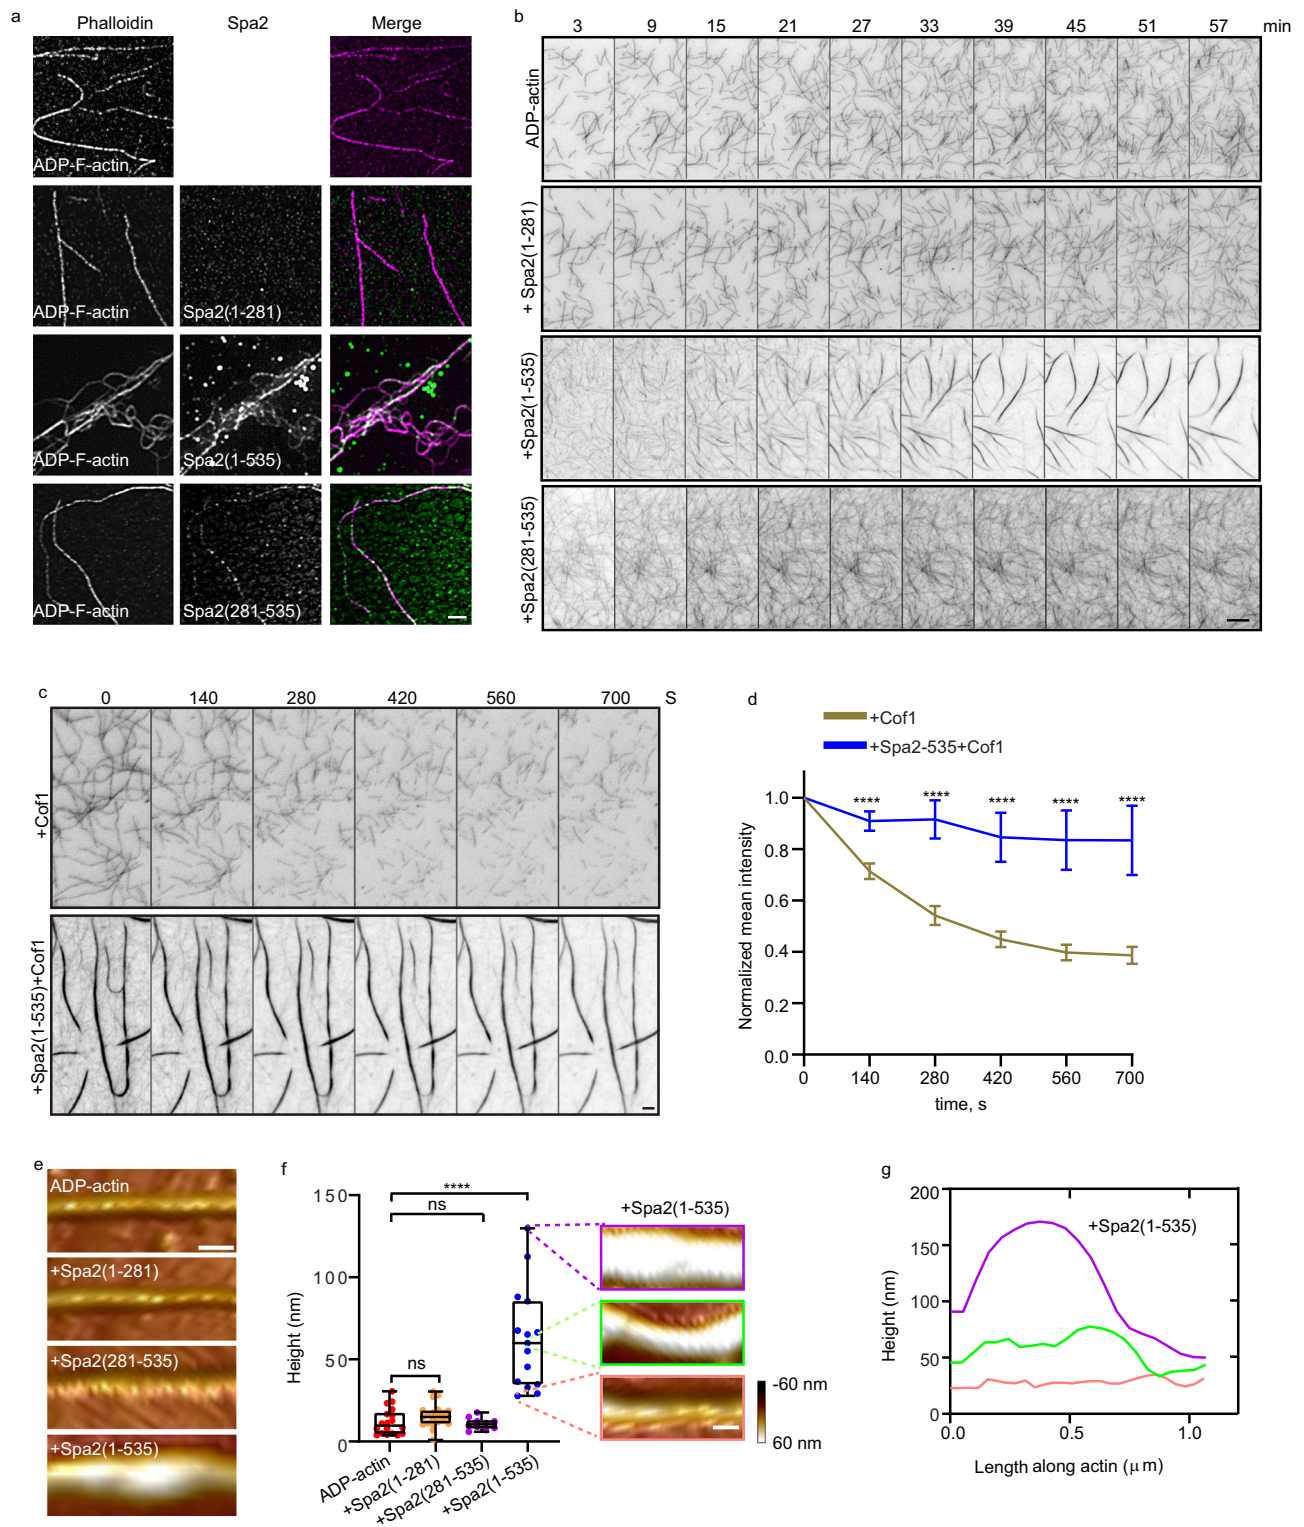 a
Phalloidin Spa2 Merge
ADP-F-actin
ADP-F-actin Spa2(1-281)
ADP-F-actin Spa2(1-535)
ADP-F-actin Spa2(281-535)
b
3 9 15 21 27 33 39 45 51 57 min
ADP-actin
+ Spa2(1-281)
+Spa2(1-535)
+Spa2(281-535)
c
0 140 280 420 560 700 S
+Cof1
+Spa2(1-535)+Cof1
d
+Cof1
+Spa2-535+Cof1
**** **** **** **** ****
Normalized mean intensity
1.0
0.8
0.6
0.4
0.2
0.0
0 140 280 420 560 700
time, s
e
ADP-actin
+Spa2(1-281)
+Spa2(281-535)
+Spa2(1-535)
f
Height (nm)
150
100
50
0
****
ns
ns
ADP-actin
+Spa2(1-281)
+Spa2(281-535)
+Spa2(1-535)
+Spa2(1-535)
-60 nm
60 nm
g
Height (nm)
200
150
100
50
0
+Spa2(1-535)
0.0 0.5 1.0
Length along actin (μm)